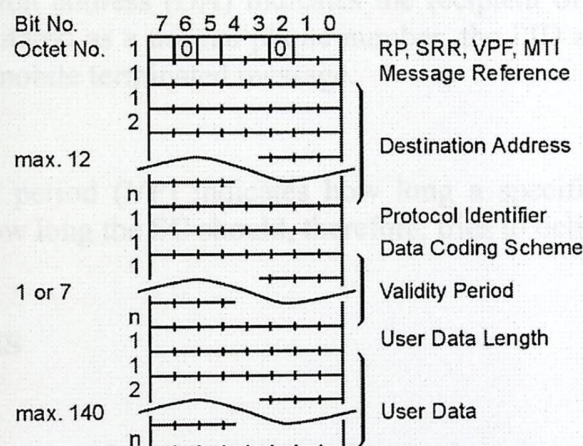 Bit No. 7 6 5 4 3 2 1 0
Octet No. 1 0 0 RP, SRR, VPF, MTI
1 Message Reference
1
2
Destination Address
max. 12
n
1 Protocol Identifier
1 Data Coding Scheme
1
1 or 7 Validity Period
n
1 User Data Length
1
2
max. 140 User Data
n